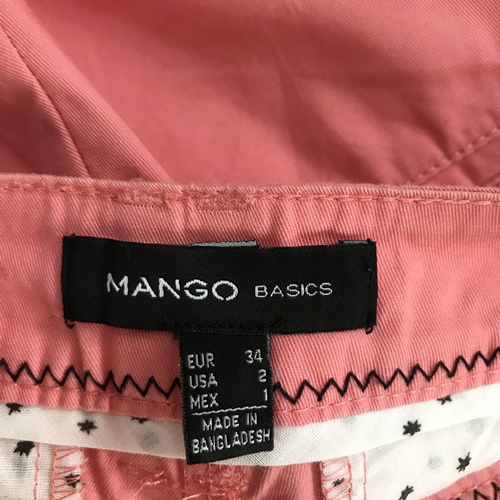 MANGO BASICS
EUR 34
USA 2
MEX 1
MADE IN
BANGLADESH